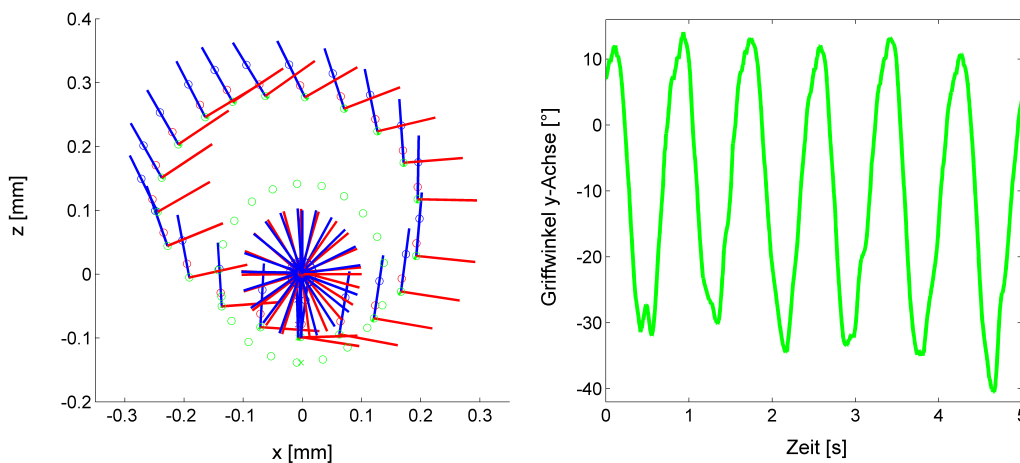 0.4
0.3
0.2
0.1
0
-0.1
-0.2
z [mm]
-0.3 -0.2 -0.1 0 0.1 0.2 0.3
x [mm]
10
0
-10
-20
-30
-40
Griffwinkel y-Achse [°]
0 1 2 3 4 5
Zeit [s]